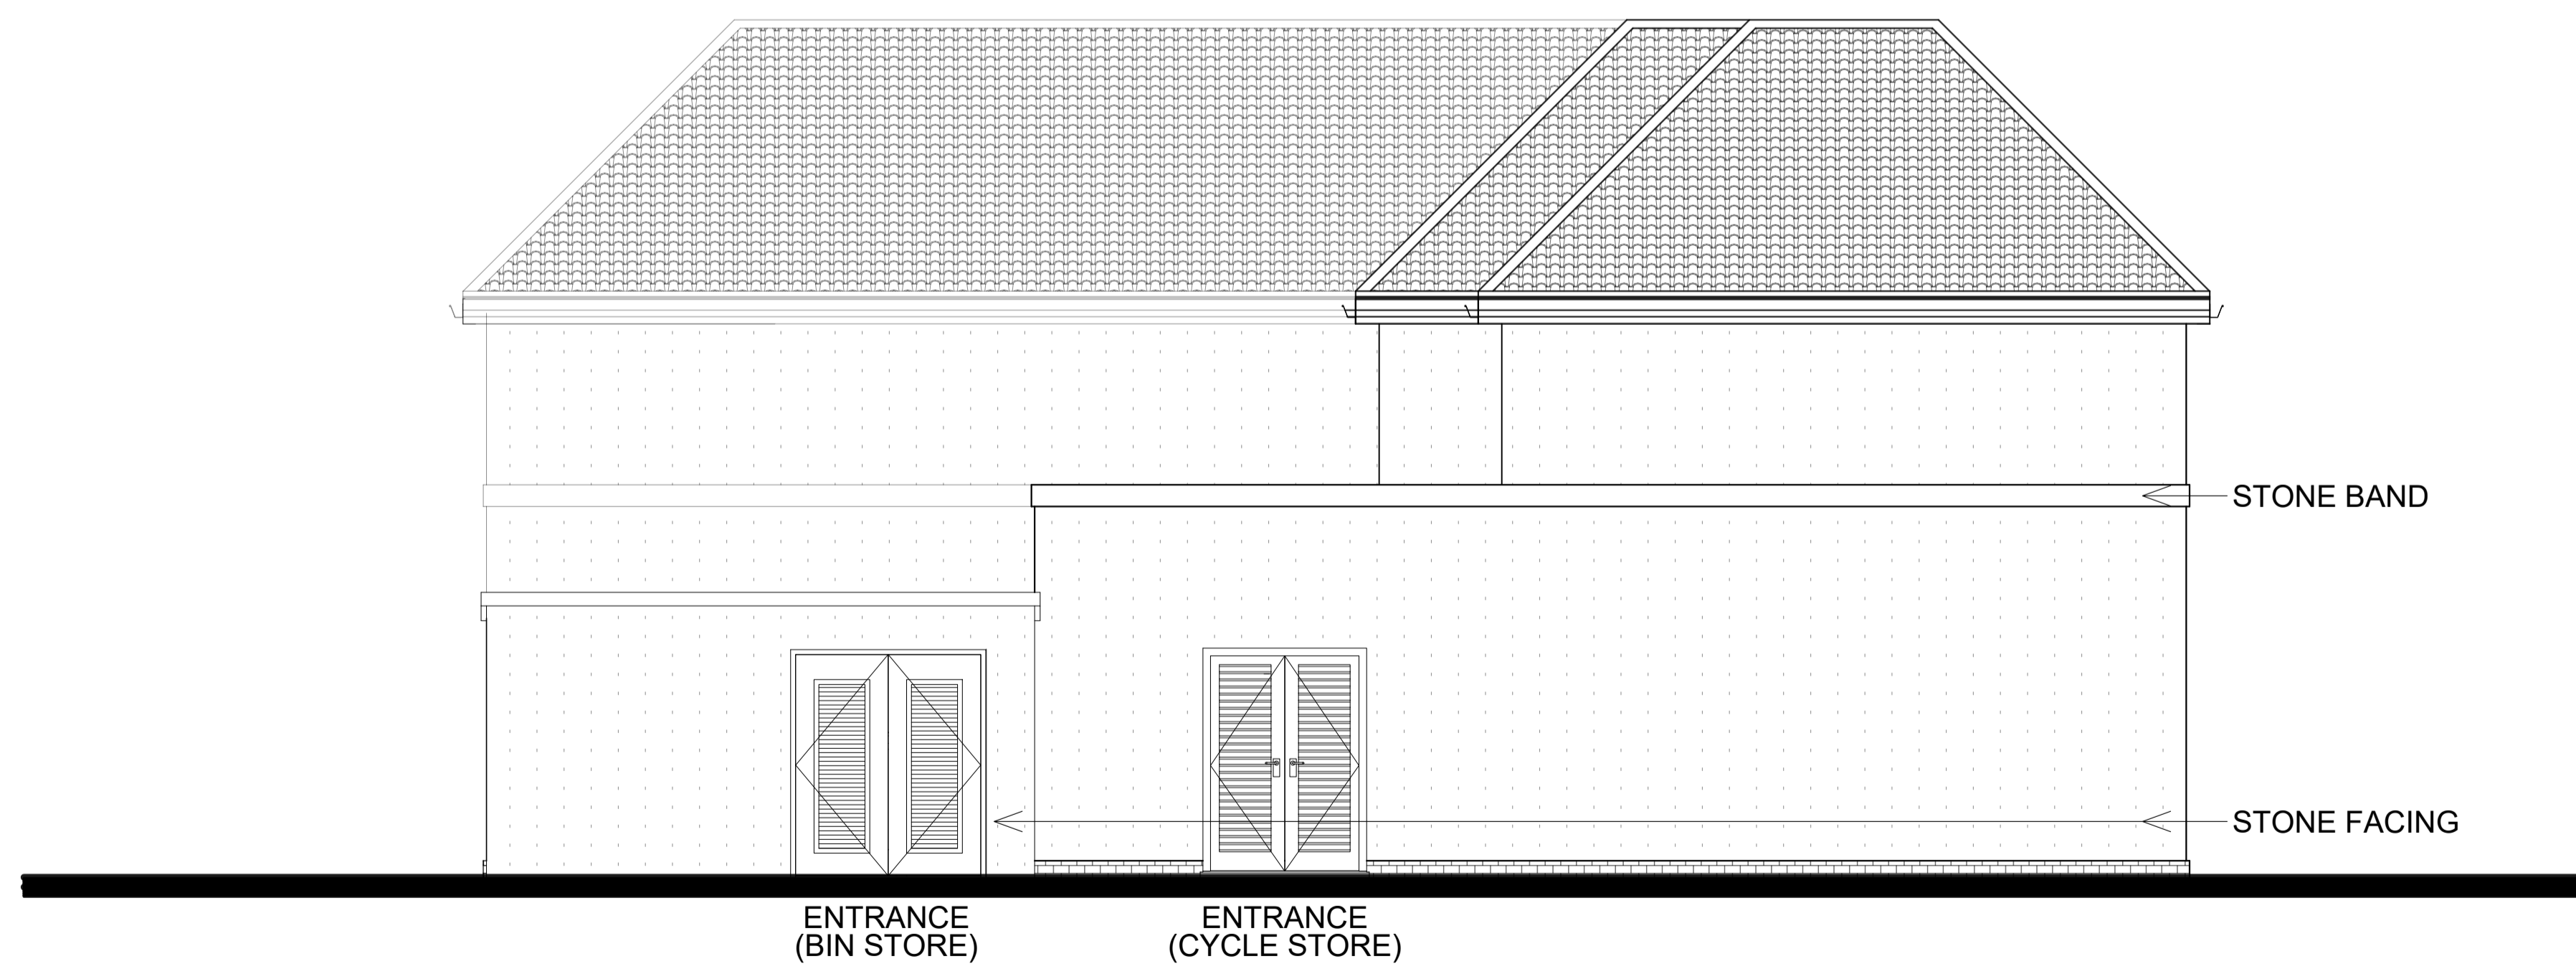 STONE BAND
STONE FACING
ENTRANCE
(BIN STORE)
ENTRANCE
(CYCLE STORE)